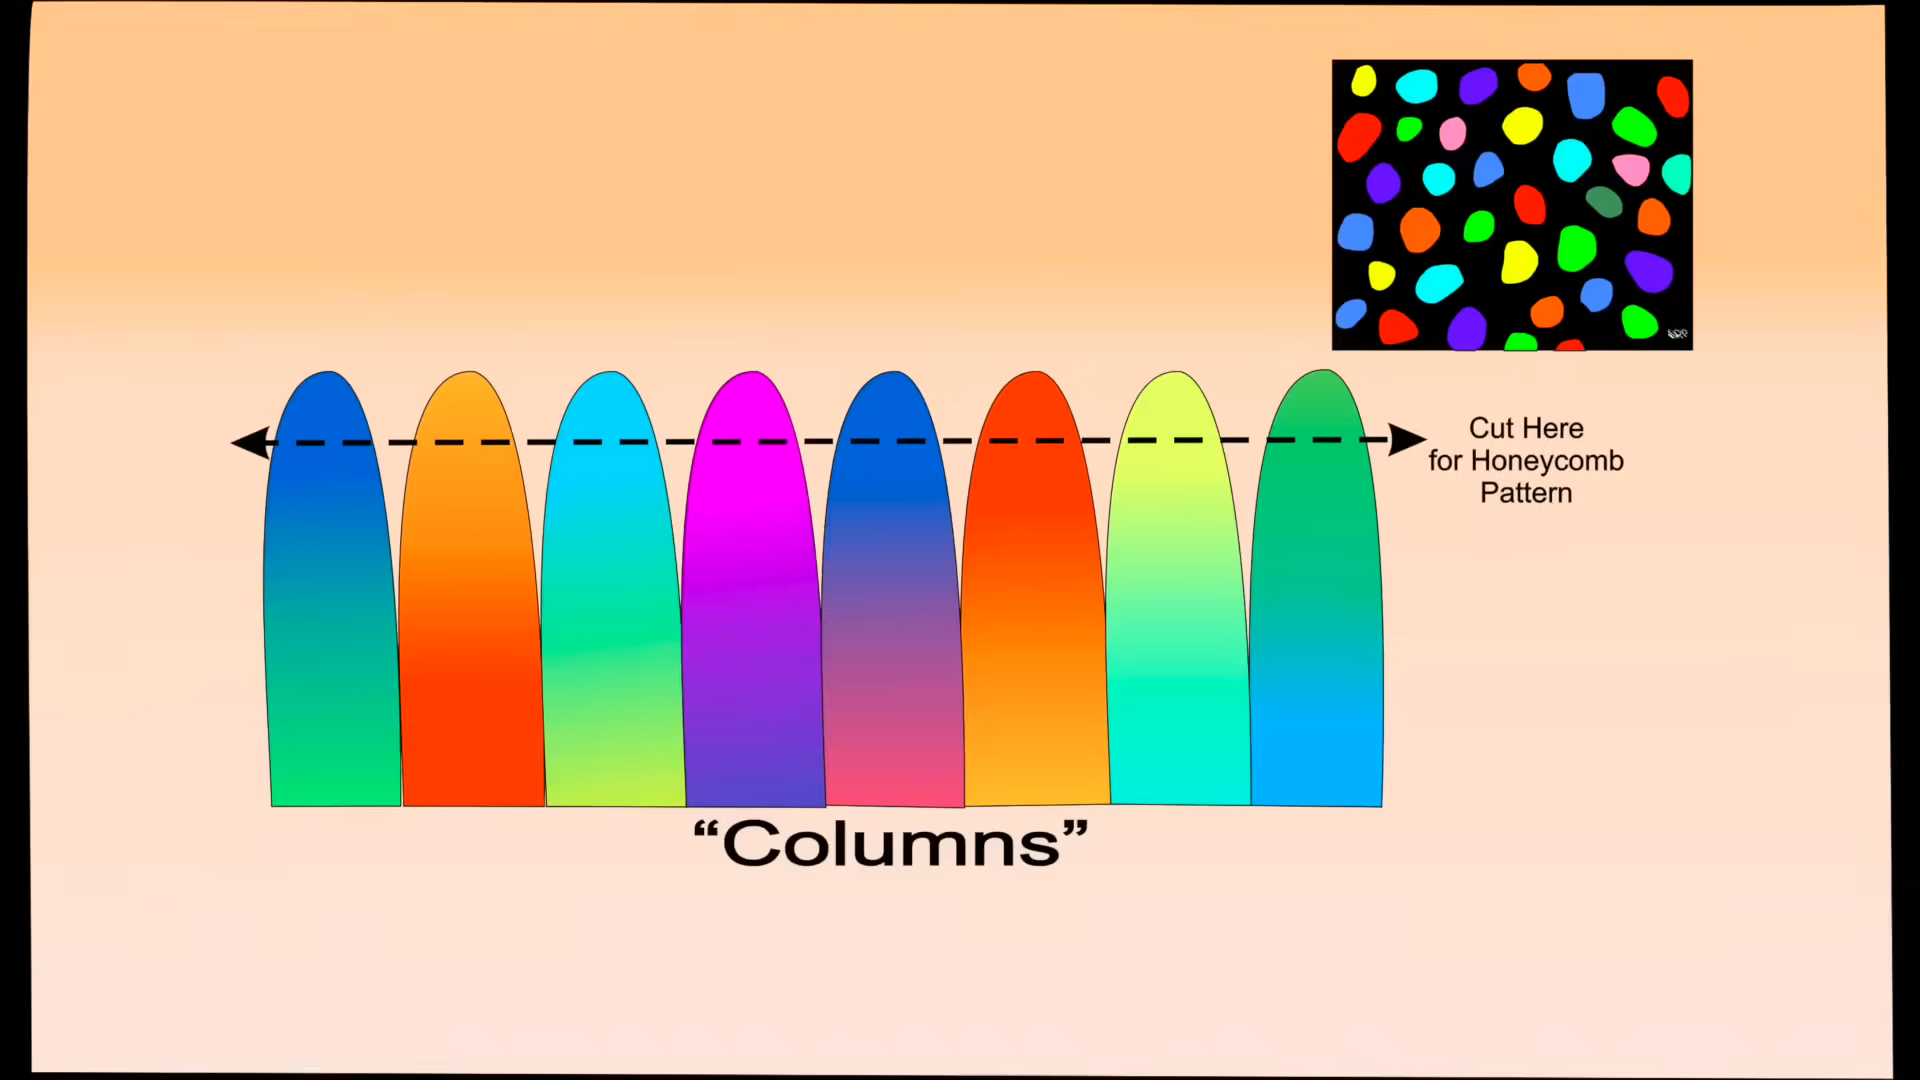 Cut Here
for Honeycomb
Pattern
“Columns”